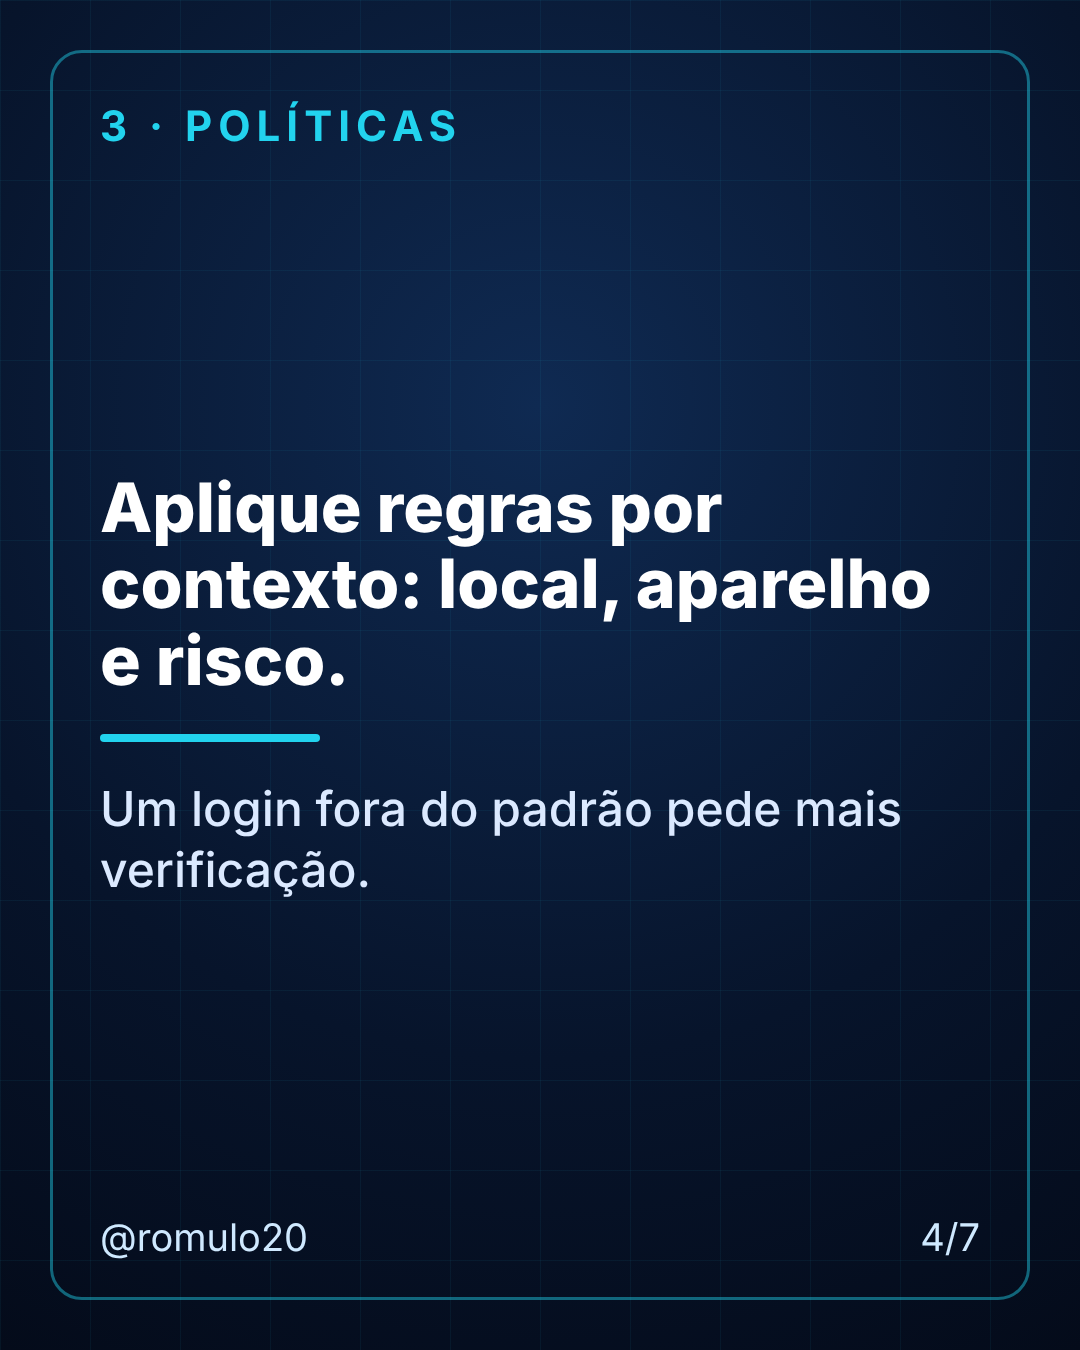 3 · POLÍTICAS
Aplique regras por
contexto: local, aparelho
e risco.
Um login fora do padrão pede mais
verificação.
@romulo20
4/7